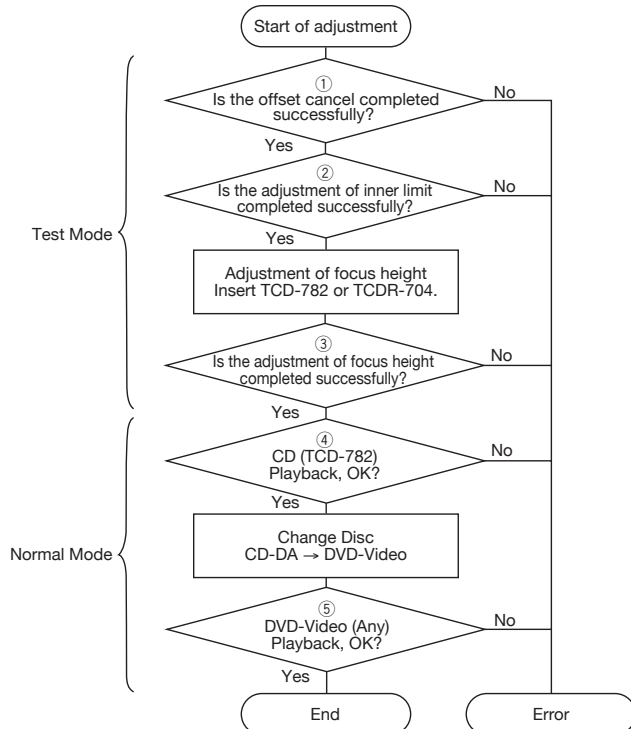 Start of adjustment
①
Is the offset cancel completed
successfully?
No
Yes
②
Is the adjustment of inner limit
completed successfully?
No
Yes
Test Mode
Adjustment of focus height
Insert TCD-782 or TCDR-704.
③
Is the adjustment of focus height
completed successfully?
No
Yes
④
CD (TCD-782)
Playback, OK?
No
Yes
Normal Mode
Change Disc
CD-DA → DVD-Video
⑤
DVD-Video (Any)
Playback, OK?
No
Yes
End
Error